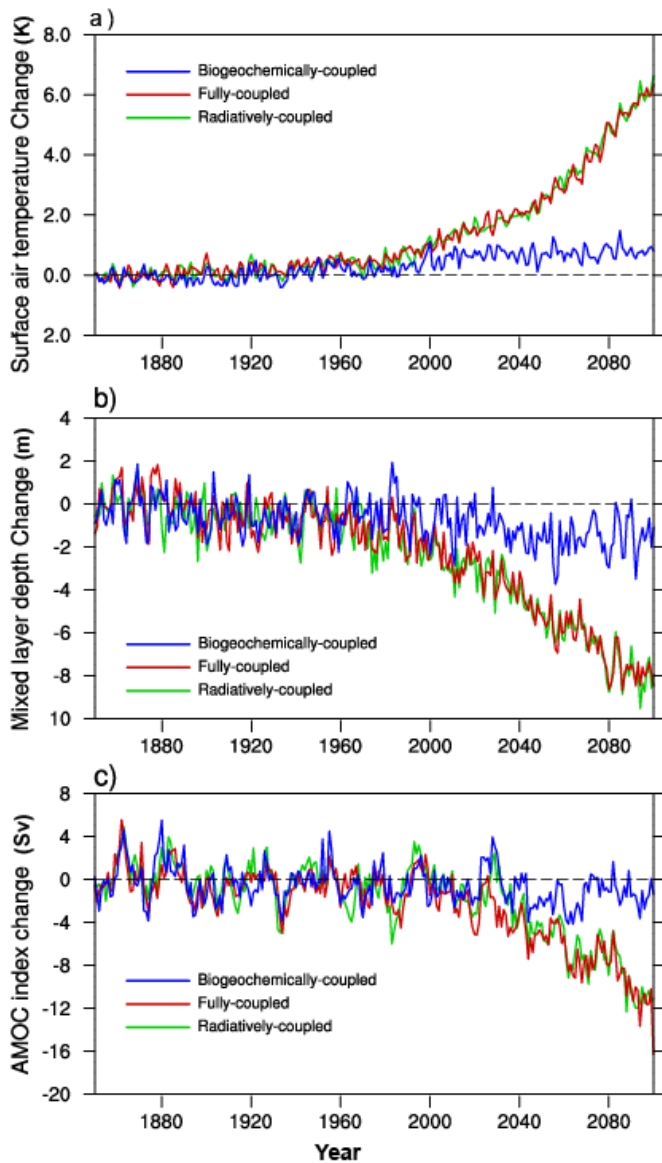 a )
Surface air temperature Change (K)
8.0
6.0
4.0
2.0
0.0
2.0
Biogeochemically-coupled
Fully-coupled
Radiatively-coupled
1880 1920 1960 2000 2040 2080
b)
Mixed layer depth Change (m)
4
2
0
-2
-4
-6
-8
10
Biogeochemically-coupled
Fully-coupled
Radiatively-coupled
1880 1920 1960 2000 2040 2080
c)
AMOC index change (Sv)
8
4
0
-4
-8
-12
-16
-20
Biogeochemically-coupled
Fully-coupled
Radiatively-coupled
1880 1920 1960 2000 2040 2080
Year